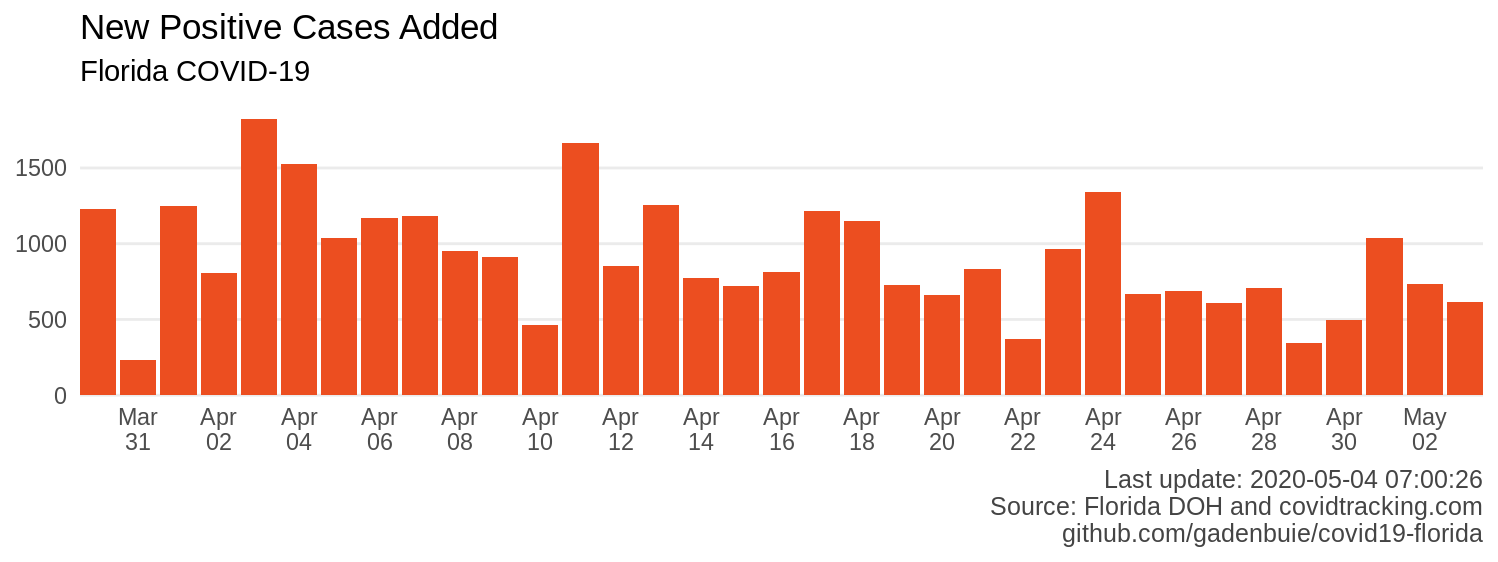 New Positive Cases Added
Florida COVID-19
1500
1000
500
0
Mar Apr Apr Apr Apr Apr Apr Apr Apr Apr Apr Apr Apr Apr Apr Apr May
31 02 04 06 08 10 12 14 16 18 20 22 24 26 28 30 02
Last update: 2020-05-04 07:00:26
Source: Florida DOH and covidtracking.com
github.com/gadenbuie/covid19-florida